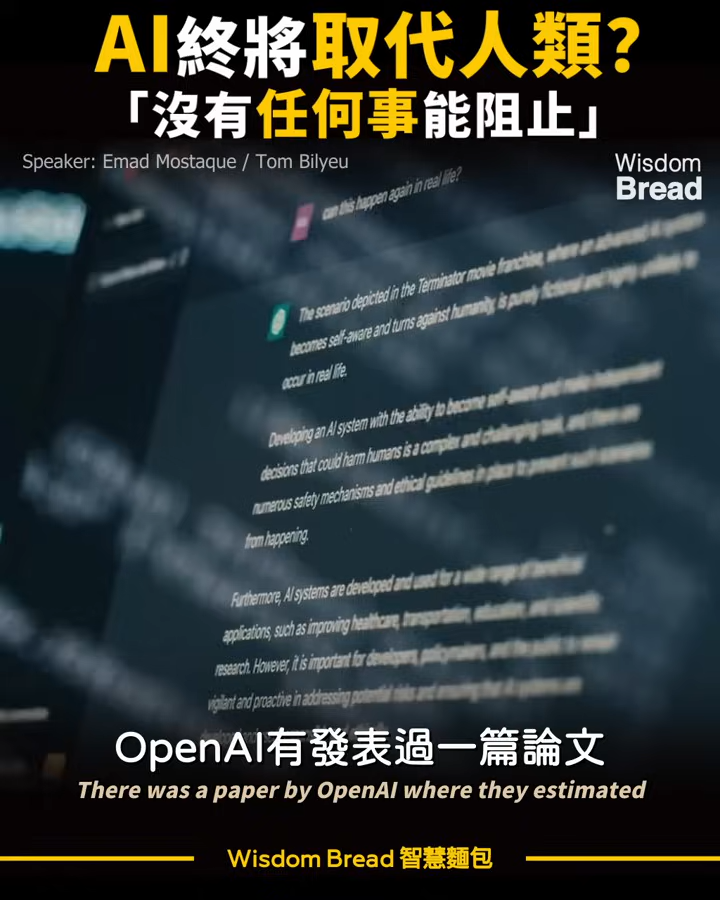 AI終將取代人類?
「沒有任何事能阻止」
Speaker: Emad Mostaque / Tom Bilyeu
Wisdom
Bread
can this happen again in real life?
The scenario depicted in the Terminator movie franchise, where an advanced AI system
becomes self-aware and turns against humanity, is purely fictional and highly unlikely to
occur in real life.
Developing an AI system with the ability to become self-aware and make independent
decisions that could harm humans is a complex and challenging task, and there are
numerous safety mechanisms and ethical guidelines in place to prevent such scenarios
from happening.
Furthermore, AI systems are developed and used for a wide range of beneficial
applications, such as improving healthcare, transportation, education, and scientific
research. However, it is important for developers, policymakers, and the public to remain
vigilant and proactive in addressing potential risks and ensuring that AI systems are
OpenAI有發表過一篇論文
There was a paper by OpenAI where they estimated
Wisdom Bread 智慧麵包